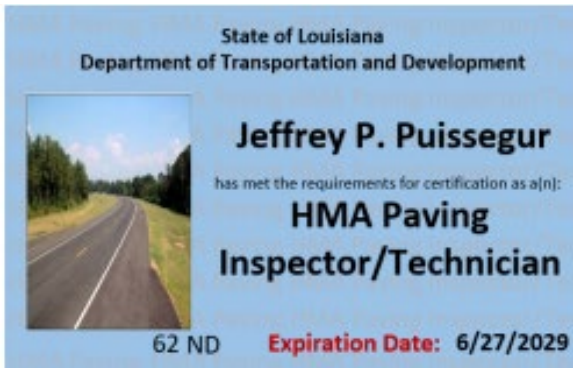 State of Louisiana
Department of Transportation and Development
Jeffrey P. Puissegur
has met the requirements for certification as a(n):
HMA Paving
Inspector/Technician
62 ND
Expiration Date: 6/27/2029